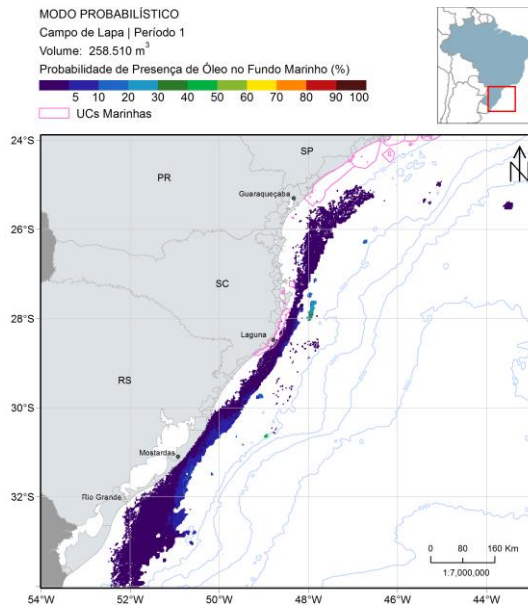 MODO PROBABILÍSTICO
Campo de Lapa | Período 1
Volume: 258.510 m³
Probabilidade de Presença de Óleo no Fundo Marinho (%)
5 10 20 30 40 50 60 70 80 90 100
UCs Marinhas
24°S
26°S
28°S
30°S
32°S
SP
PR
Guaraqueçaba
SC
Laguna
RS
Mostardas
Rio Grande
N
0 80 160 Km
1:7,000,000
54°W 52°W 50°W 48°W 46°W 44°W